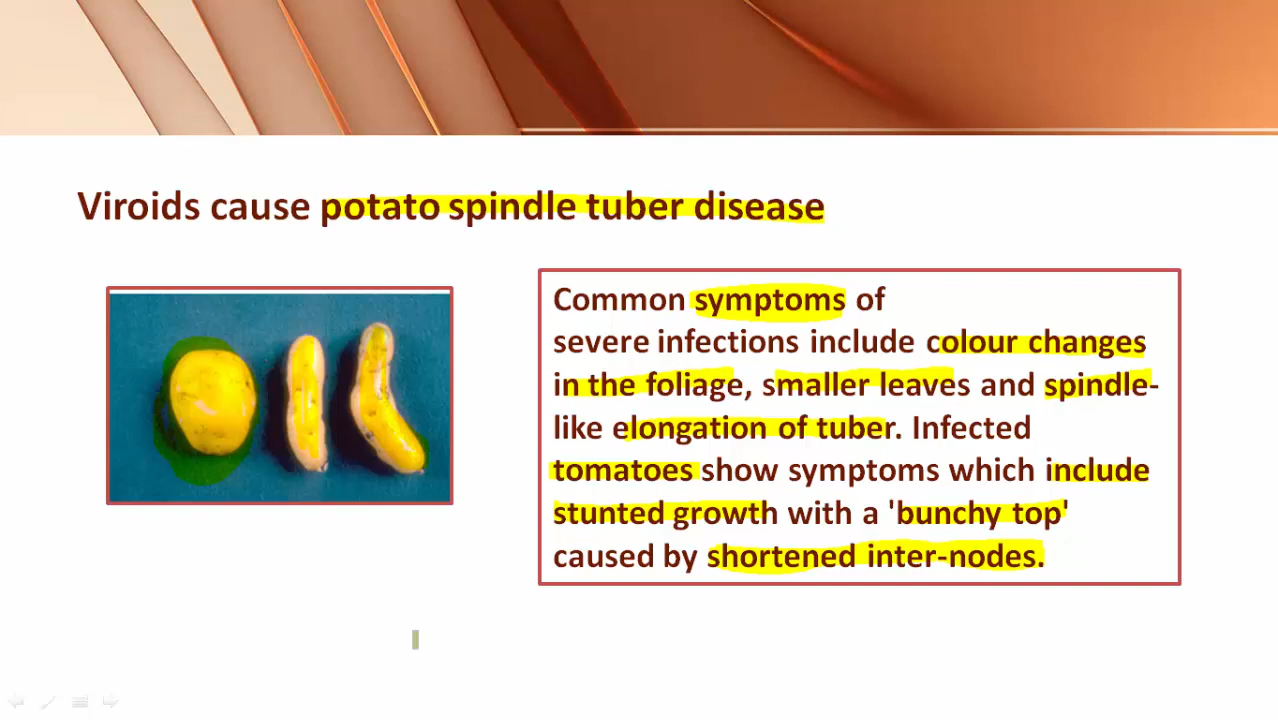 Viroids cause potato spindle tuber disease
Common symptoms of
severe infections include colour changes
in the foliage, smaller leaves and spindle-
like elongation of tuber. Infected
tomatoes show symptoms which include
stunted growth with a 'bunchy top'
caused by shortened inter-nodes.